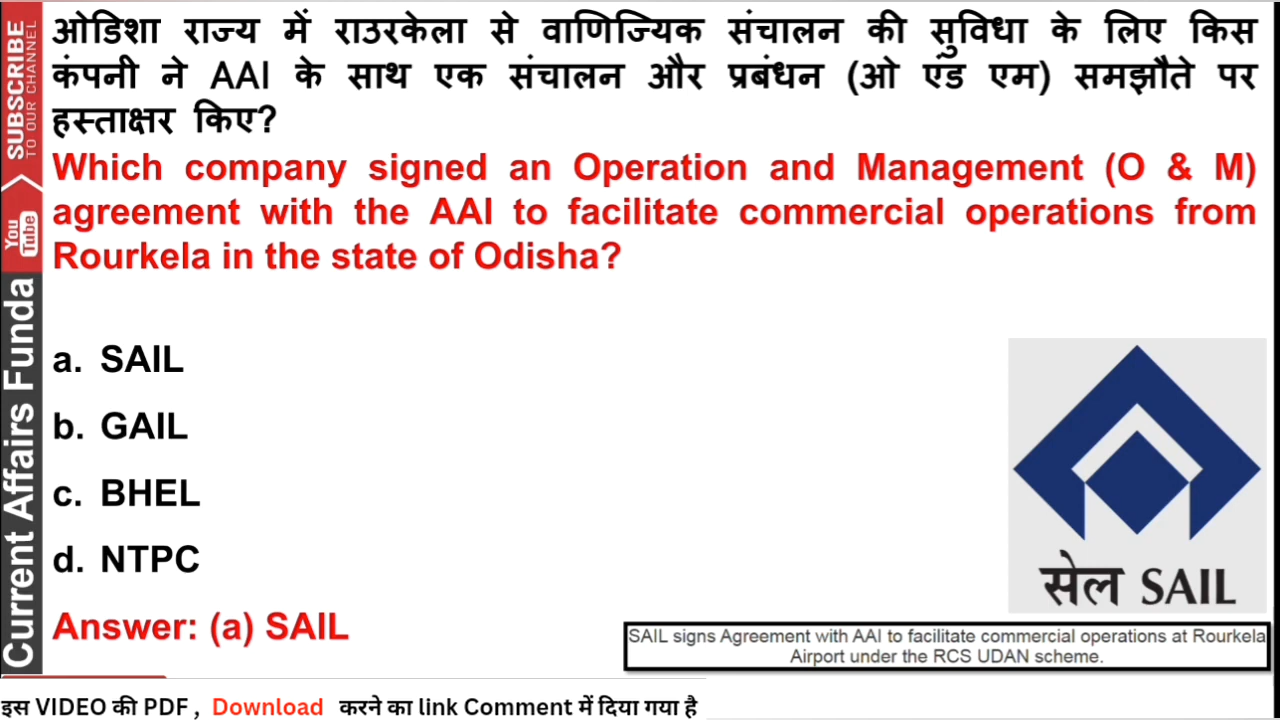 ओडिशा राज्य में राउरकेला से वाणिज्यिक संचालन की सुविधा के लिए किस
कंपनी ने AAI के साथ एक संचालन और प्रबंधन (ओ एंड एम) समझौते पर
हस्ताक्षर किए?
Which company signed an Operation and Management (O & M)
agreement with the AAI to facilitate commercial operations from
Rourkela in the state of Odisha?
a. SAIL
b. GAIL
c. BHEL
d. NTPC
Answer: (a) SAIL
सेल SAIL
SAIL signs Agreement with AAI to facilitate commercial operations at Rourkela
Airport under the RCS UDAN scheme.
SUBSCRIBE
TO OUR CHANNEL
You
Tube
Current Affairs Funda
इस VIDEO की PDF , Download करने का link Comment में दिया गया है